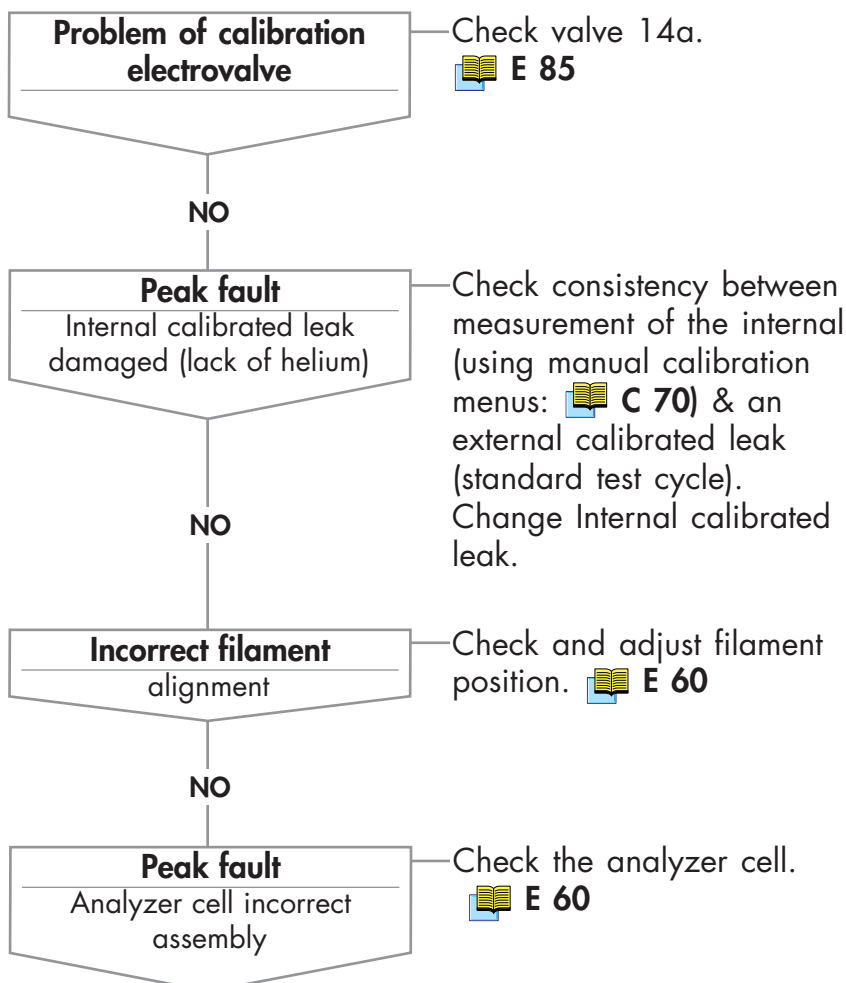 Problem of calibration
electrovalve
Check valve 14a.
E 85
NO
Peak fault
Internal calibrated leak
damaged (lack of helium)
Check consistency between
measurement of the internal
(using manual calibration
menus: E 70) & an
external calibrated leak
(standard test cycle).
Change Internal calibrated
leak.
NO
Incorrect filament
alignment
Check and adjust filament
position. E 60
NO
Peak fault
Analyzer cell incorrect
assembly
Check the analyzer cell.
E 60